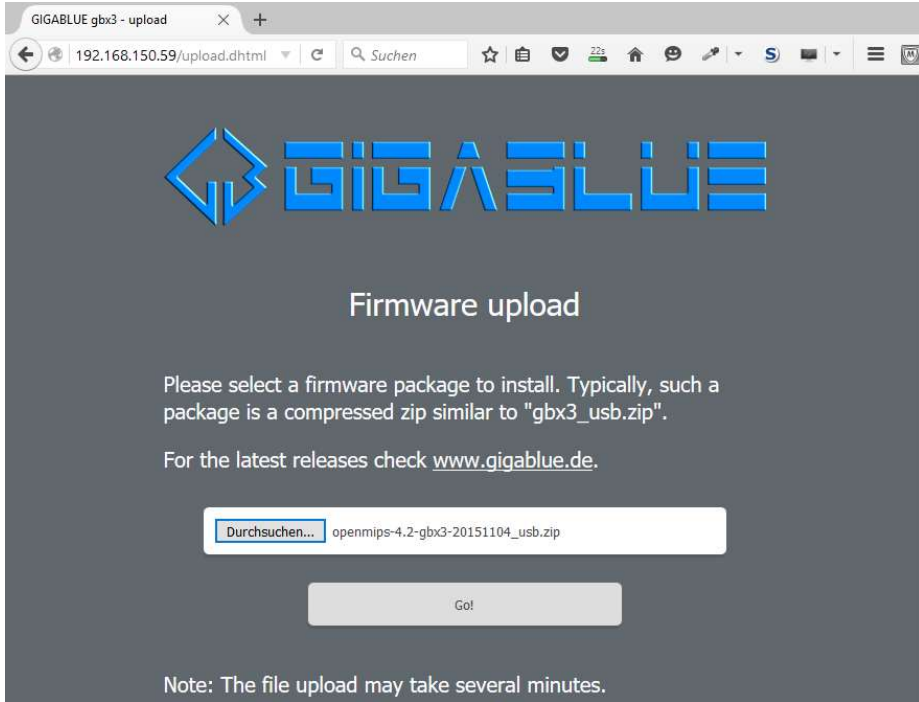 GIGABLUE gbx3 - upload
192.168.150.59/upload.dhtml
Suchen
22s
S)
GIGABLUE
Firmware upload
Please select a firmware package to install. Typically, such a
package is a compressed zip similar to "gbx3_usb.zip".
For the latest releases check www.gigablue.de.
Durchsuchen... openmips-4.2-gbx3-20151104_usb.zip
Go!
Note: The file upload may take several minutes.